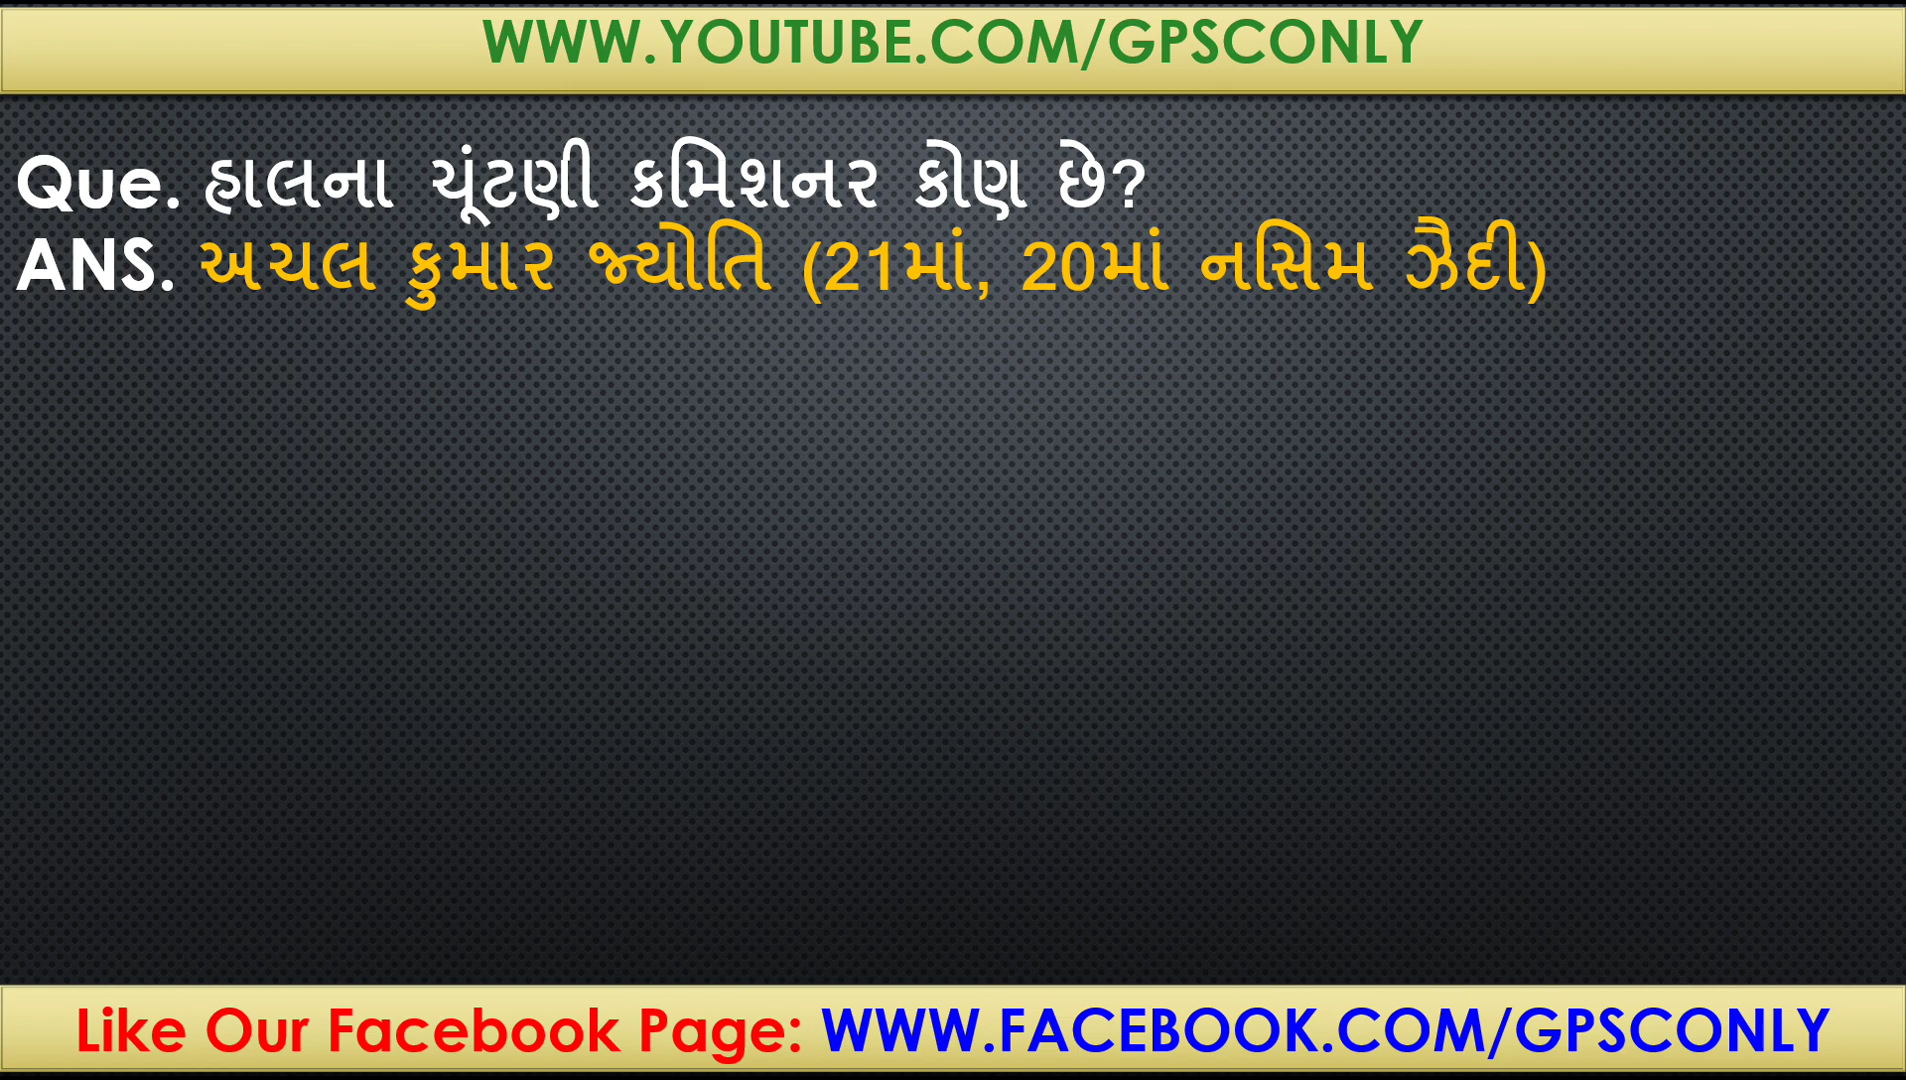 WWW.YOUTUBE.COM/GPSCONLY
Que. હાલના ચૂંટણી કમિશનર કોણ છે?
ANS. અચલ કુમાર જ્યોતિ (21માં, 20માં નસિમ ઝૈદી)
Like Our Facebook Page: WWW.FACEBOOK.COM/GPSCONLY